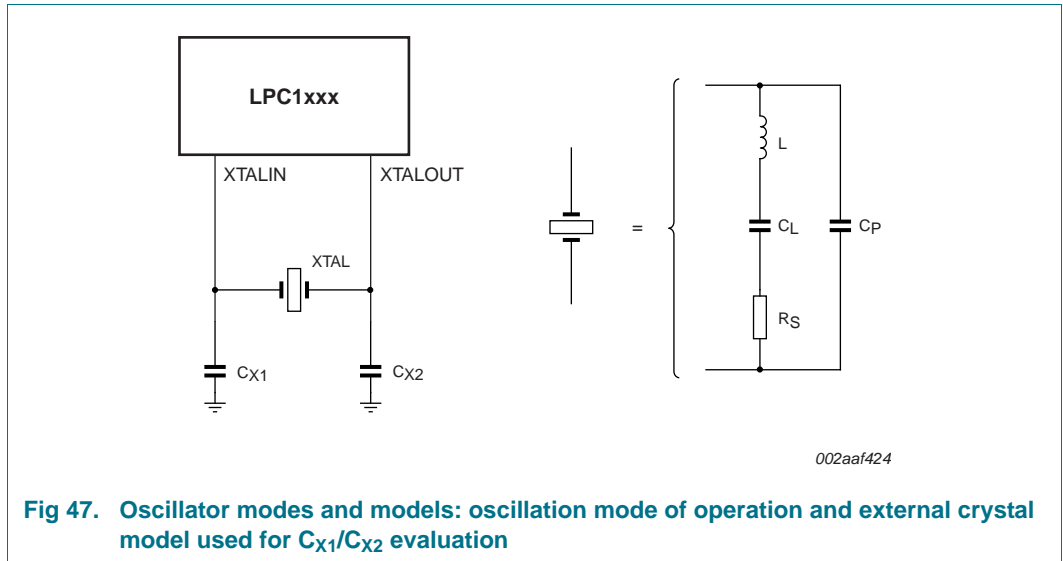 LPC1xxx
XTALIN
XTALOUT
XTAL
CX1
CX2
=
L
CL
CP
RS
002aaf424
Fig 47. Oscillator modes and models: oscillation mode of operation and external crystal
model used for CX1/CX2 evaluation